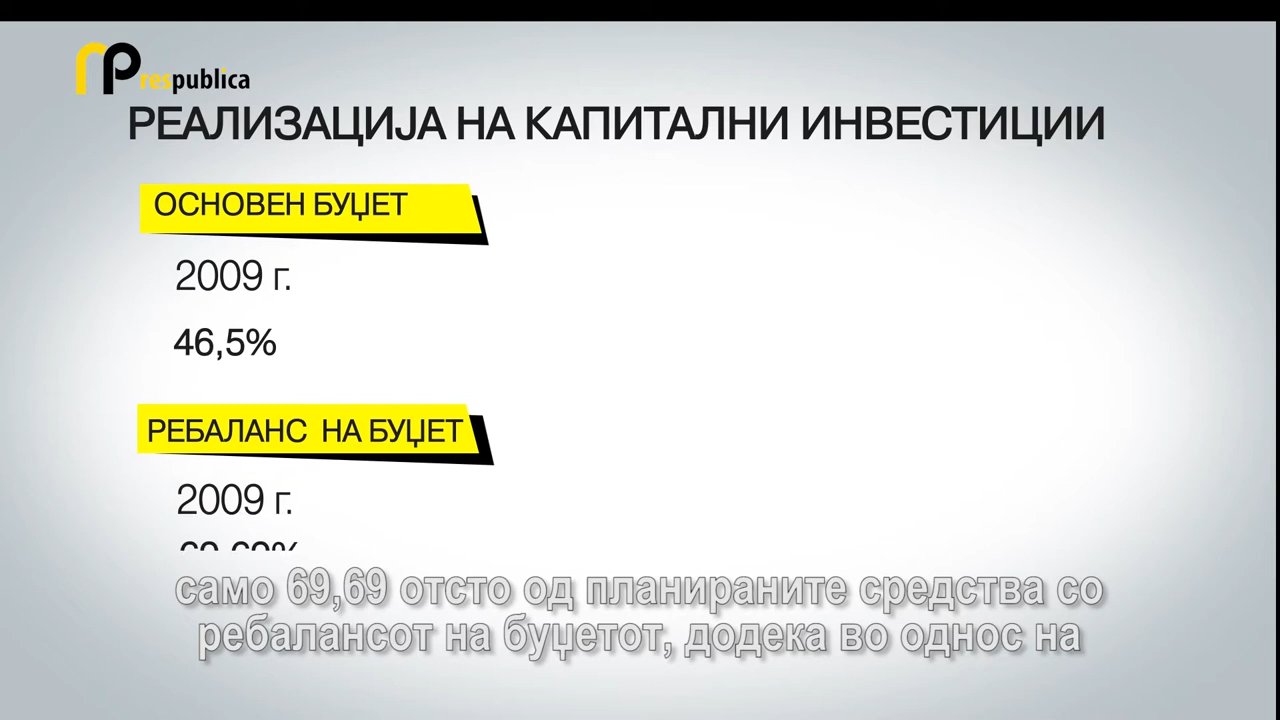 respublica
РЕАЛИЗАЦИЈА НА КАПИТАЛНИ ИНВЕСТИЦИИ
ОСНОВЕН БУЏЕТ
2009 г.
46,5%
РЕБАЛАНС НА БУЏЕТ
2009 г.
само 69,69 отсто од планираните средства со
ребалансот на буџетот, додека во однос на